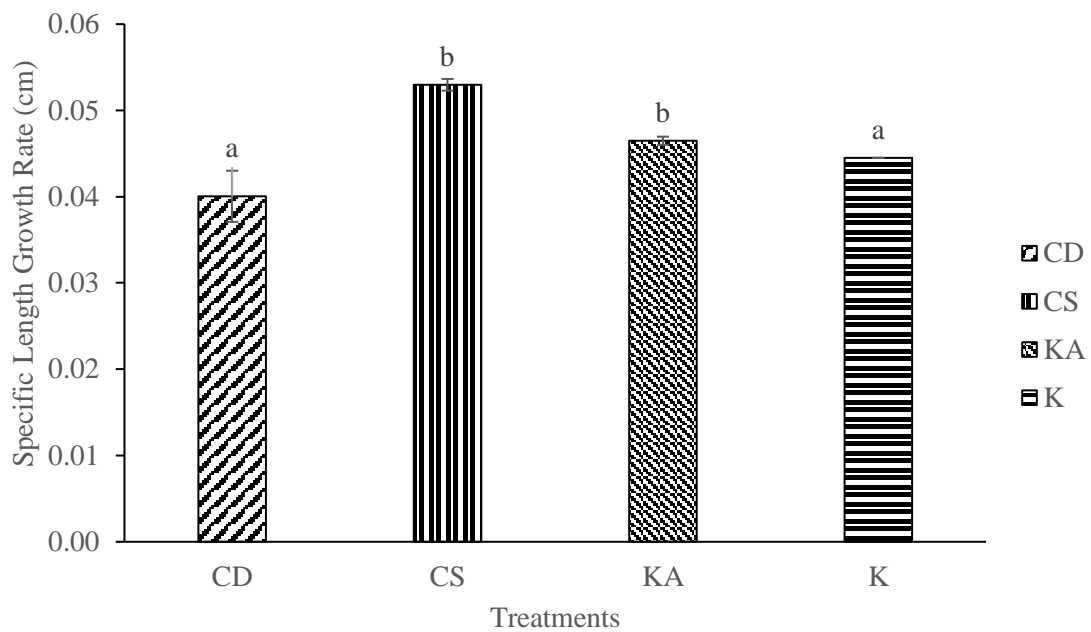 Specific Length Growth Rate (cm)
0.06
0.05
0.04
0.03
0.02
0.01
0.00
a
b
b
a
CD
CS
KA
K
Treatments
CD
CS
KA
K